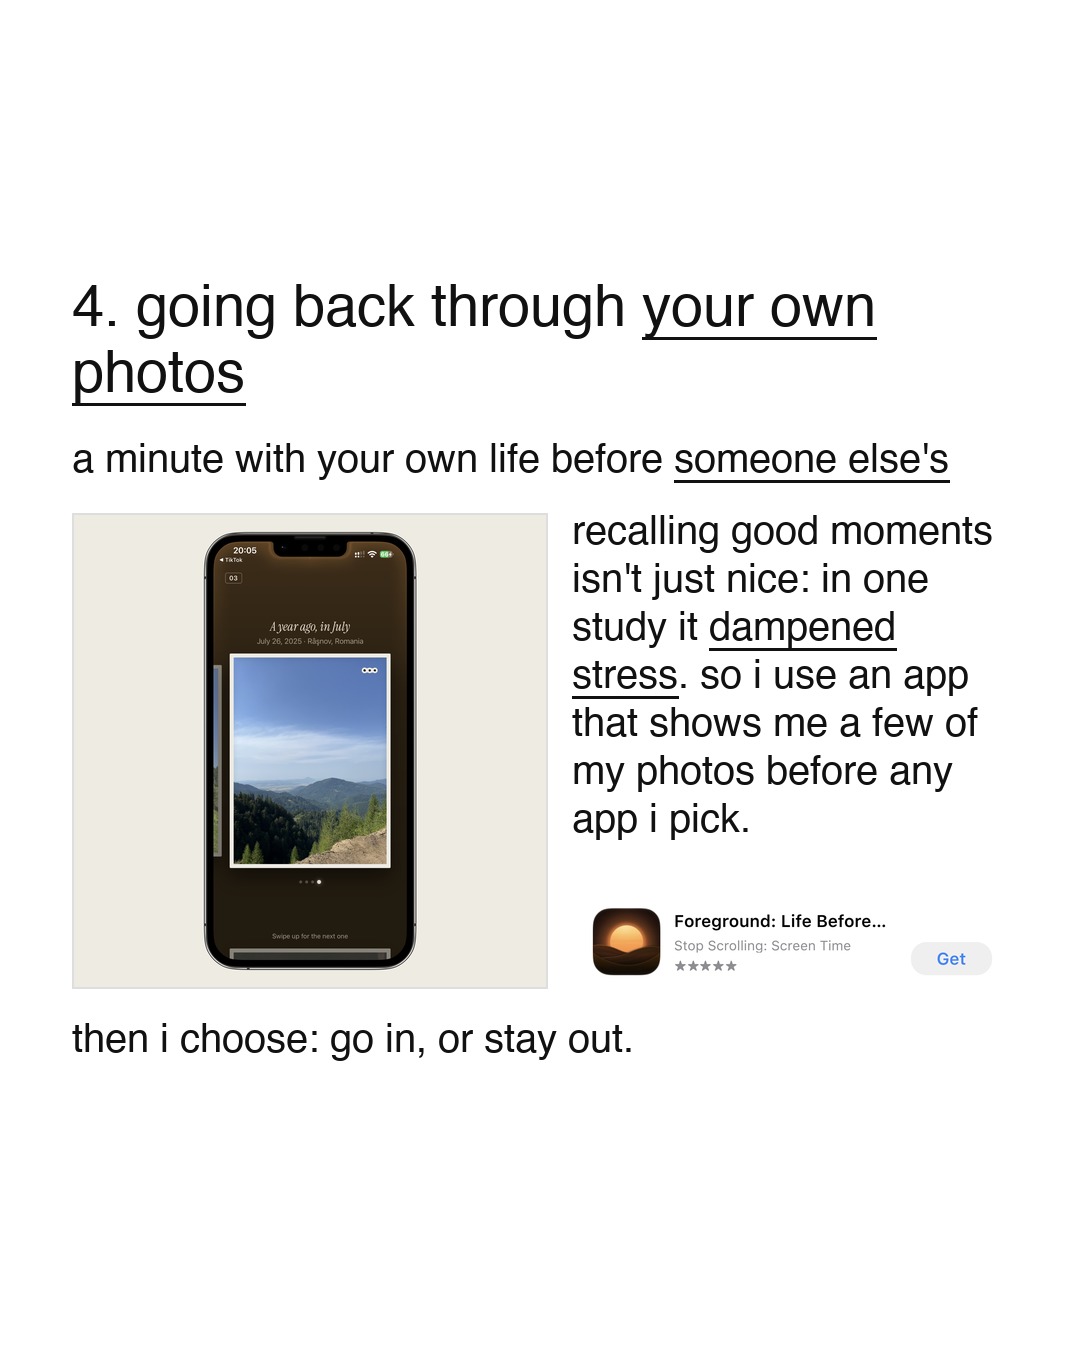 4. going back through your own
photos
a minute with your own life before someone else's
20:05
◀ TikTok
03
A year ago, in July
July 26, 2025 · Râșnov, Romania
Swipe up for the next one
recalling good moments
isn't just nice: in one
study it dampened
stress. so i use an app
that shows me a few of
my photos before any
app i pick.
Foreground: Life Before...
Stop Scrolling: Screen Time
★★★★★
Get
then i choose: go in, or stay out.